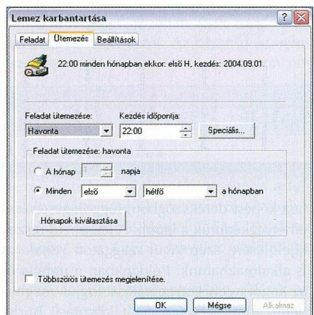 Lemez karbantartása
Feladat Ütemezés Beállítások
22:00 minden hónapban ekkor: első H, kezdés: 2004.09.01.
Feladat ütemezése: Kezdés időpontja:
Havonta 22:00 Speciális...
Feladat ütemezése: havonta
A hónap 1 napja
Minden első hétfő a hónapban
Hónapok kiválasztása
Többszörös ütemezés megjelenítése.
OK Mégse Alkalmaz